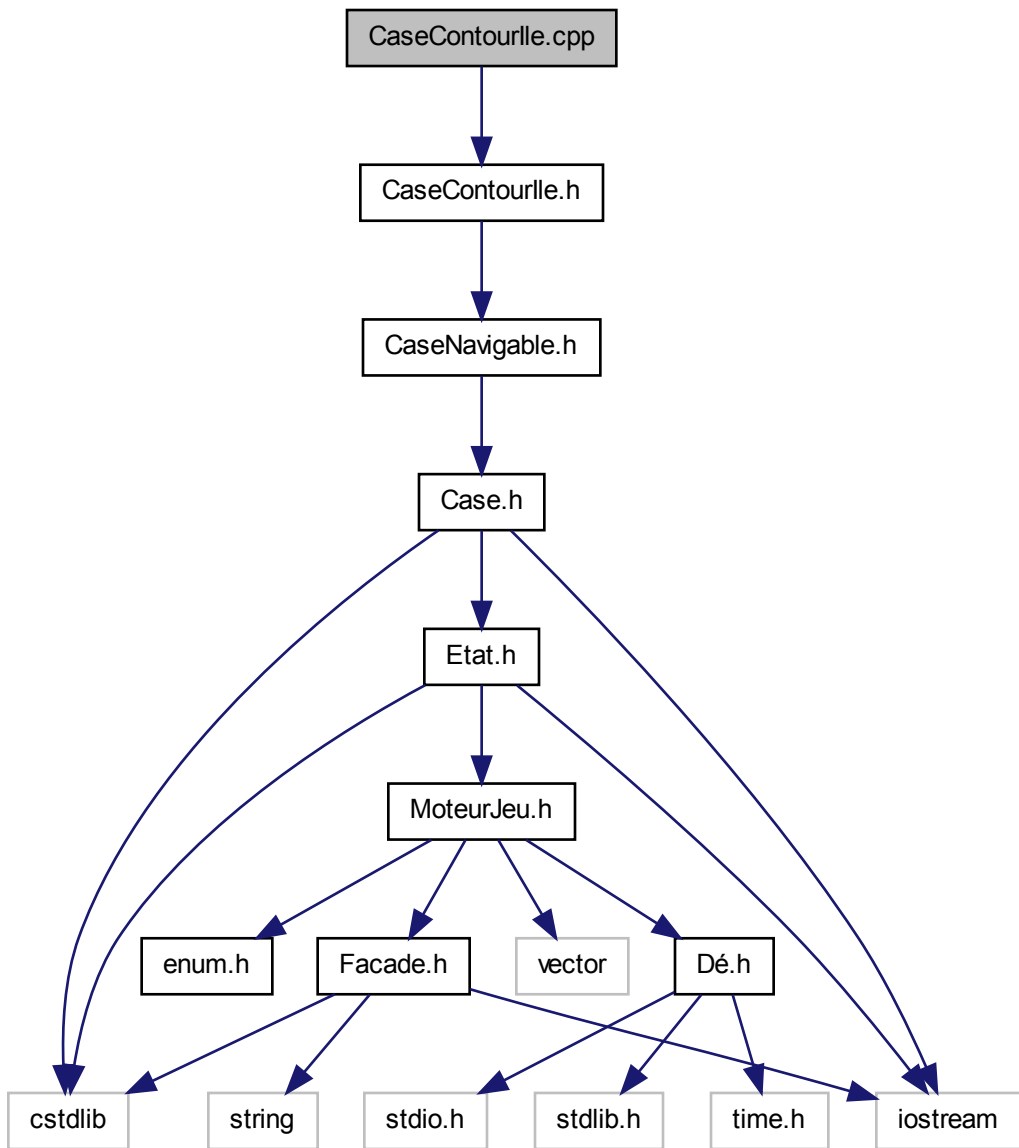 CaseContourIle.cpp
CaseContourIle.h
CaseNavigable.h
Case.h
Etat.h
MoteurJeu.h
enum.h
Facade.h
vector
Dé.h
cstdlib
string
stdio.h
stdlib.h
time.h
iostream